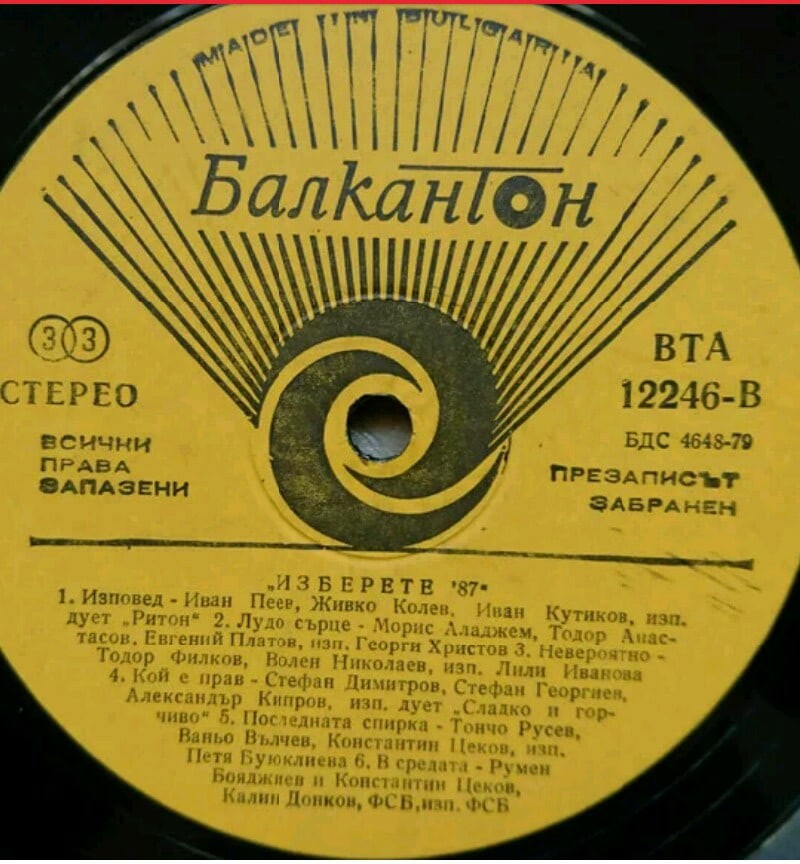 MADE IN BULGARIA
Балкантон
33
СТЕРЕО
ВСИЧКИ
ПРАВА
ЗАПАЗЕНИ
ВТА
12246-В
БДС 4648-79
ПРЕЗАПИСЪТ
ЗАБРАНЕН
„ИЗБЕРЕТЕ '87“
1. Изповед - Иван Пеев, Живко Колев, Иван Кутиков, изп.
дует „Ритон“ 2. Лудо сърце - Морис Аладжем, Тодор Анас-
тасов, Евгений Платов, изп. Георги Христов 3. Невероятно -
Тодор Филков, Волен Николаев, изп. Лили Иванова
4. Кой е прав - Стефан Димитров, Стефан Георгиев,
Александър Кипров, изп. дует „Сладко и гор-
чиво“ 5. Последната спирка - Тончо Русев,
Ваньо Вълчев, Константин Цеков, изп.
Петя Буюклиева 6. В средата - Румен
Бояджиев и Константин Цеков,
Калин Донков, ФСБ,изп. ФСБ